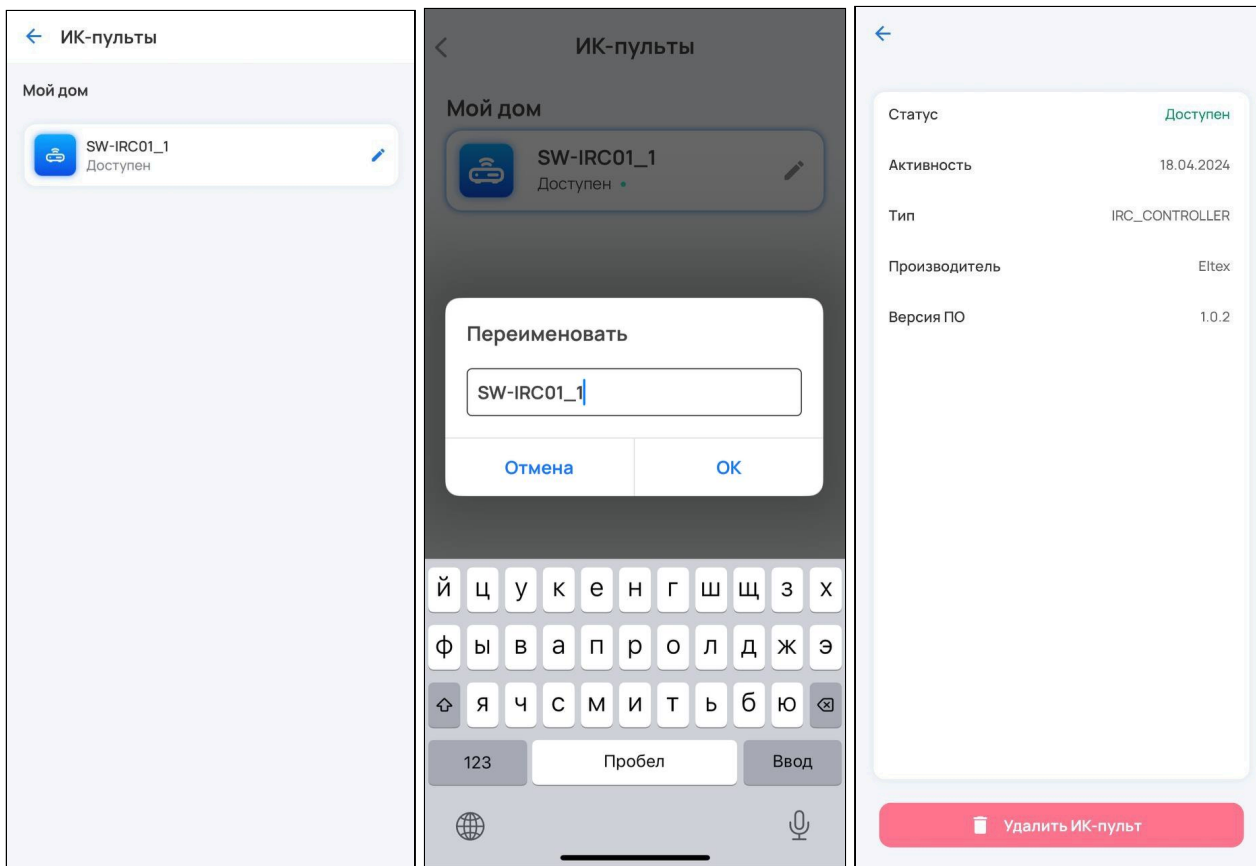 ИК-пульты
Мой дом
SW-IRC01_1
Доступен
ИК-пульты
Мой дом
SW-IRC01_1
Доступен
Переименовать
SW-IRC01_1
Отмена ОК
й ц у к е н г ш щ з х
ф ы в а п р о л д ж э
я ч с м и т ь б ю
123 Пробел Ввод
Статус Доступен
Активность 18.04.2024
Тип IRC_CONTROLLER
Производитель Eltex
Версия ПО 1.0.2
Удалить ИК-пульт